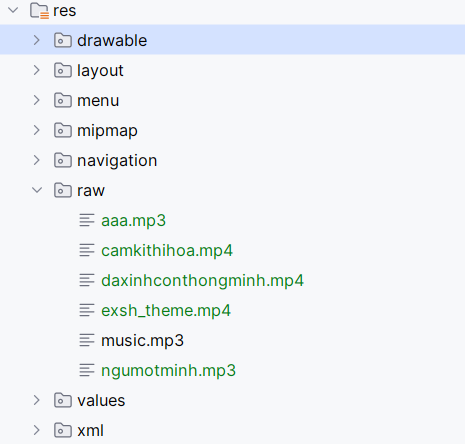 res
drawable
layout
menu
mipmap
navigation
raw
aaa.mp3
camkithihoa.mp4
daxinhconthongminh.mp4
exsh_theme.mp4
music.mp3
ngumotminh.mp3
values
xml